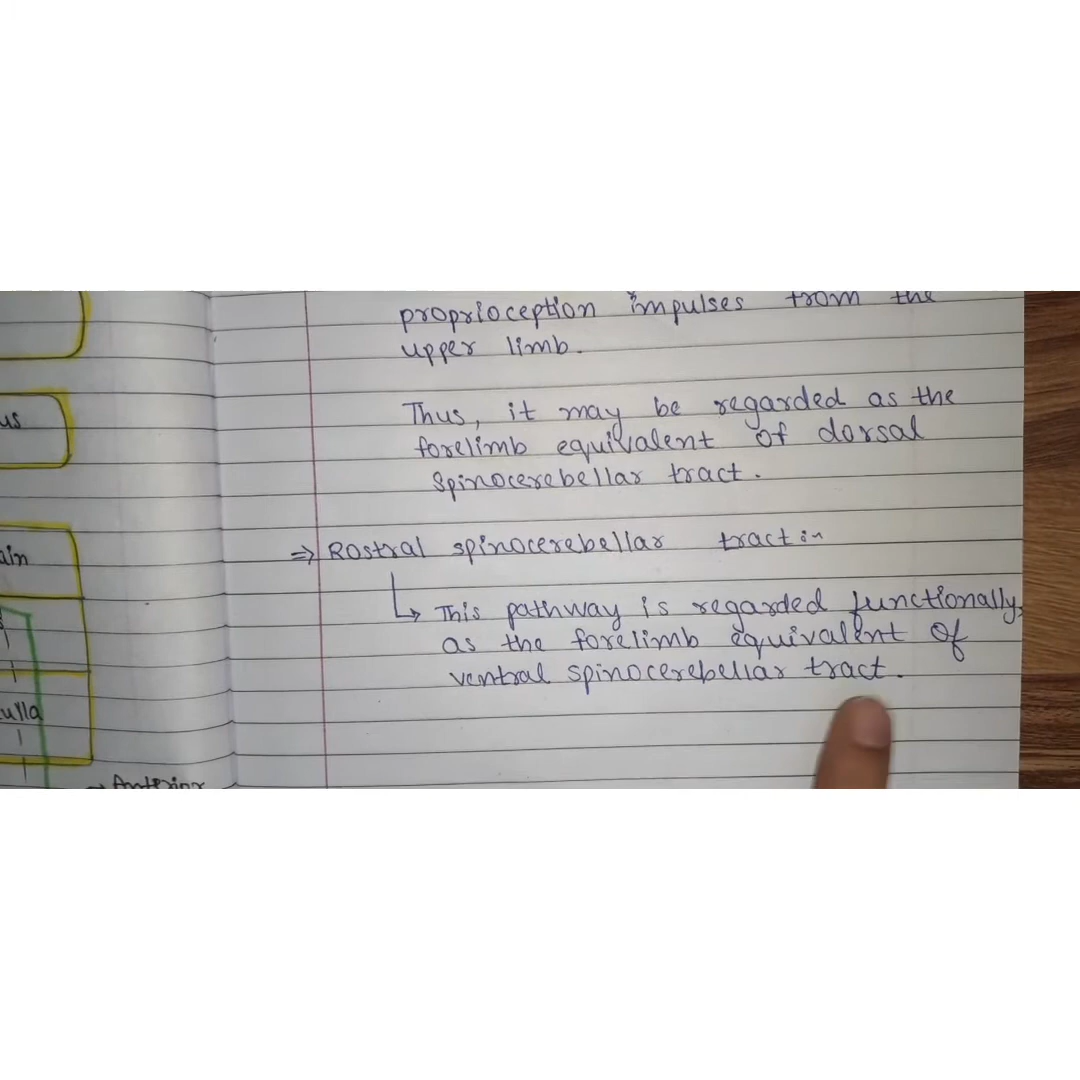 us
ain
proprioception impulses from the
upper limb.
Thus, it may be regarded as the
forelimb equivalent of dorsal
spinocerebellar tract.
⇒ Rostral spinocerebellar tract in
↳ This pathway is regarded functionally,
as the forelimb equivalent of
ventral spinocerebellar tract.
ulla
→ Anterior